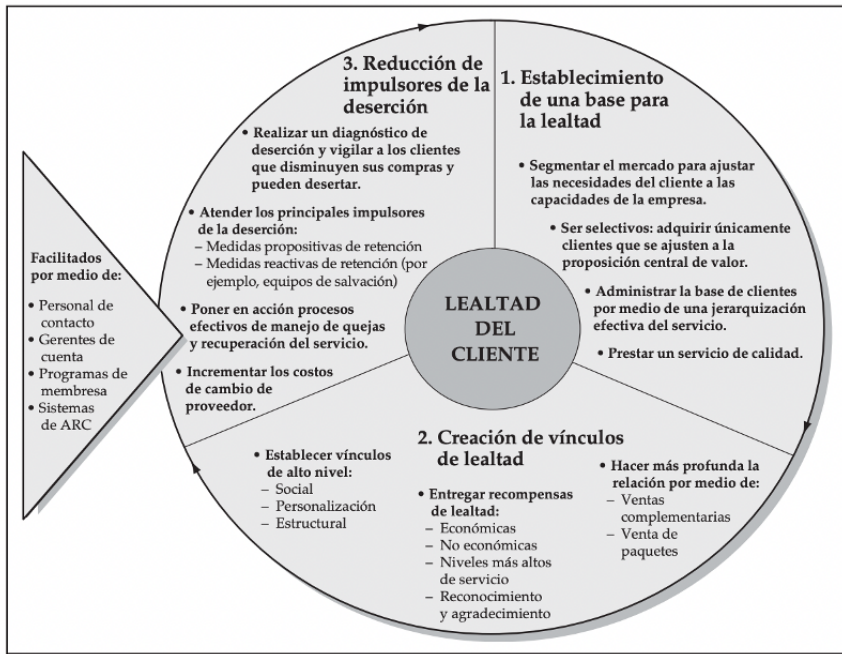 3. Reducción de
impulsores de la
deserción
• Realizar un diagnóstico de
deserción y vigilar a los clientes
que disminuyen sus compras y
pueden desertar.
• Atender los principales impulsores
de la deserción:
– Medidas propositivas de retención
– Medidas reactivas de retención (por
ejemplo, equipos de salvación)
• Poner en acción procesos
efectivos de manejo de quejas
y recuperación del servicio.
• Incrementar los costos
de cambio de
proveedor.
1. Establecimiento
de una base para
la lealtad
• Segmentar el mercado para ajustar
las necesidades del cliente a las
capacidades de la empresa.
• Ser selectivos: adquirir únicamente
clientes que se ajusten a la
proposición central de valor.
• Administrar la base de clientes
por medio de una jerarquización
efectiva del servicio.
• Prestar un servicio de calidad.
Facilitados
por medio de:
• Personal de
contacto
• Gerentes de
cuenta
• Programas de
membresa
• Sistemas
de ARC
LEALTAD
DEL
CLIENTE
2. Creación de vínculos
de lealtad
• Establecer vínculos
de alto nivel:
– Social
– Personalización
– Estructural
• Entregar recompensas
de lealtad:
– Económicas
– No económicas
– Niveles más altos
de servicio
– Reconocimiento
y agradecimiento
• Hacer más profunda la
relación por medio de:
– Ventas
complementarias
– Venta de
paquetes